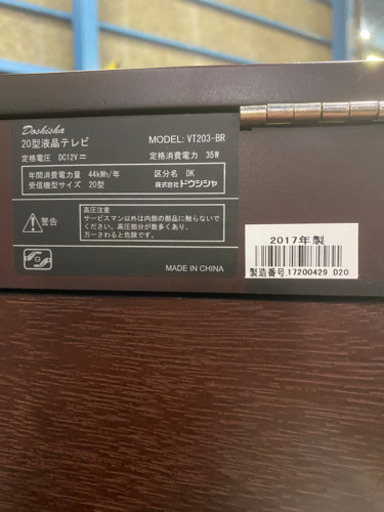 Doshisha
20型液晶テレビ MODEL: VT203-BR
定格電圧 DC12V⎓ 定格消費電力 35W
年間消費電力量 44kWh/年 区分名 DK
受信機型サイズ 20型 株式会社ドウシシャ
警告
高圧注意
サービスマン以外は内部の部品に触らないで
ください。高圧部分が数多くあり、
万一さわると危険です。
G
MADE IN CHINA
2017年製
製造番号.17200429 D20